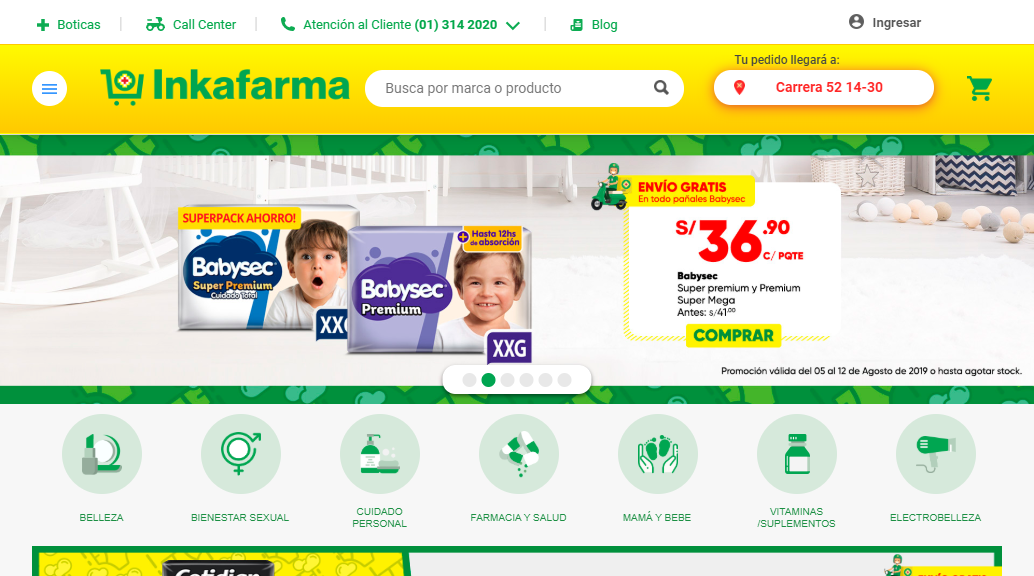 Boticas
Call Center
Atención al Cliente (01) 314 2020
Blog
Ingresar
Inkafarma
Busca por marca o producto
Tu pedido llegará a:
Carrera 52 14-30
SUPERPACK AHORRO!
Babysec
Super Premium
Cuidado Total
XXG
+Hasta 12hs
de absorción
Babysec
Premium
XXG
ENVÍO GRATIS
En todo pañales Babysec
S/36.90
C/ PQTE
Babysec
Super premium y Premium
Super Mega
Antes: s/41.00
COMPRAR
Promoción válida del 05 al 12 de Agosto de 2019 o hasta agotar stock.
BELLEZA
BIENESTAR SEXUAL
CUIDADO
PERSONAL
FARMACIA Y SALUD
MAMÁ Y BEBE
VITAMINAS
/SUPLEMENTOS
ELECTROBELLEZA
Cotidian
ENVÍO GRATIS